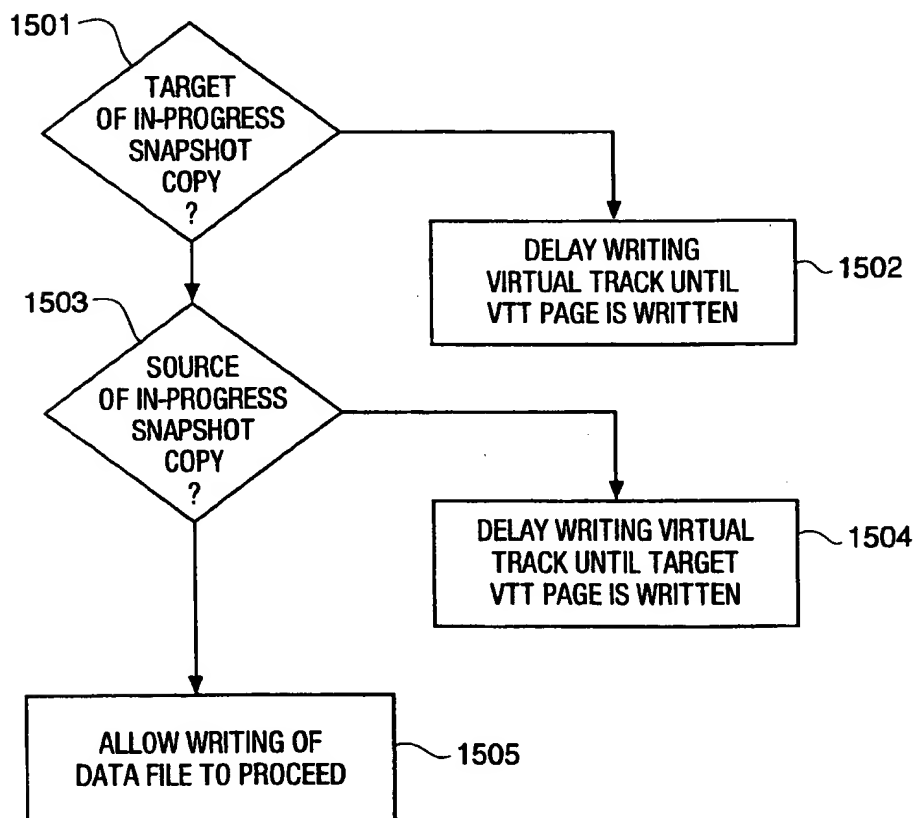 1501
TARGET
OF IN-PROGRESS
SNAPSHOT
COPY
?
DELAY WRITING
VIRTUAL TRACK UNTIL
VTT PAGE IS WRITTEN
1502
1503
SOURCE
OF IN-PROGRESS
SNAPSHOT
COPY
?
DELAY WRITING VIRTUAL
TRACK UNTIL TARGET
VTT PAGE IS WRITTEN
1504
ALLOW WRITING OF
DATA FILE TO PROCEED
1505